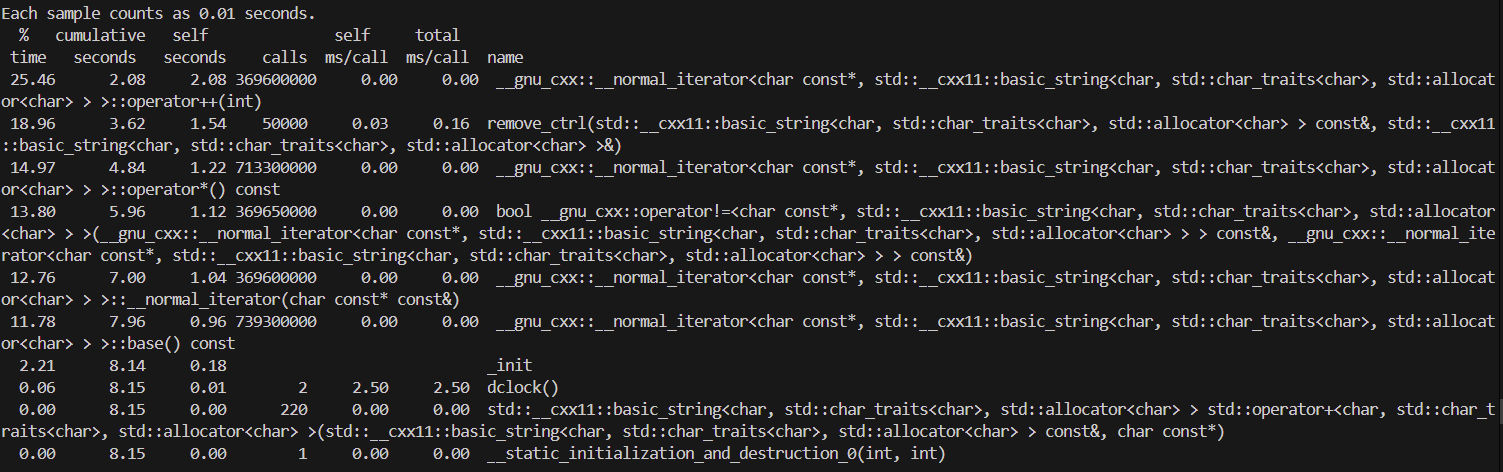 Each sample counts as 0.01 seconds.
  %   cumulative   self              self     total
 time   seconds   seconds    calls  ms/call  ms/call  name
 25.46      2.08     2.08 369600000     0.00     0.00  __gnu_cxx::__normal_iterator<char const*, std::__cxx11::basic_string<char, std::char_traits<char>, std::allocat
or<char> > >::operator++(int)
 18.96      3.62     1.54    50000     0.03     0.16  remove_ctrl(std::__cxx11::basic_string<char, std::char_traits<char>, std::allocator<char> > const&, std::__cxx11
::basic_string<char, std::char_traits<char>, std::allocator<char> >&)
 14.97      4.84     1.22 713300000     0.00     0.00  __gnu_cxx::__normal_iterator<char const*, std::__cxx11::basic_string<char, std::char_traits<char>, std::allocat
or<char> > >::operator*() const
 13.80      5.96     1.12 369650000     0.00     0.00  bool __gnu_cxx::operator!=<char const*, std::__cxx11::basic_string<char, std::char_traits<char>, std::allocator
<char> > >(__gnu_cxx::__normal_iterator<char const*, std::__cxx11::basic_string<char, std::char_traits<char>, std::allocator<char> > > const&, __gnu_cxx::__normal_ite
rator<char const*, std::__cxx11::basic_string<char, std::char_traits<char>, std::allocator<char> > > const&)
 12.76      7.00     1.04 369600000     0.00     0.00  __gnu_cxx::__normal_iterator<char const*, std::__cxx11::basic_string<char, std::char_traits<char>, std::allocat
or<char> > >::__normal_iterator(char const* const&)
 11.78      7.96     0.96 739300000     0.00     0.00  __gnu_cxx::__normal_iterator<char const*, std::__cxx11::basic_string<char, std::char_traits<char>, std::allocat
or<char> > >::base() const
  2.21      8.14     0.18                             _init
  0.06      8.15     0.01        2     2.50     2.50  dclock()
  0.00      8.15     0.00      220     0.00     0.00  std::__cxx11::basic_string<char, std::char_traits<char>, std::allocator<char> > std::operator+<char, std::char_t
raits<char>, std::allocator<char> >(std::__cxx11::basic_string<char, std::char_traits<char>, std::allocator<char> > const&, char const*)
  0.00      8.15     0.00        1     0.00     0.00  __static_initialization_and_destruction_0(int, int)